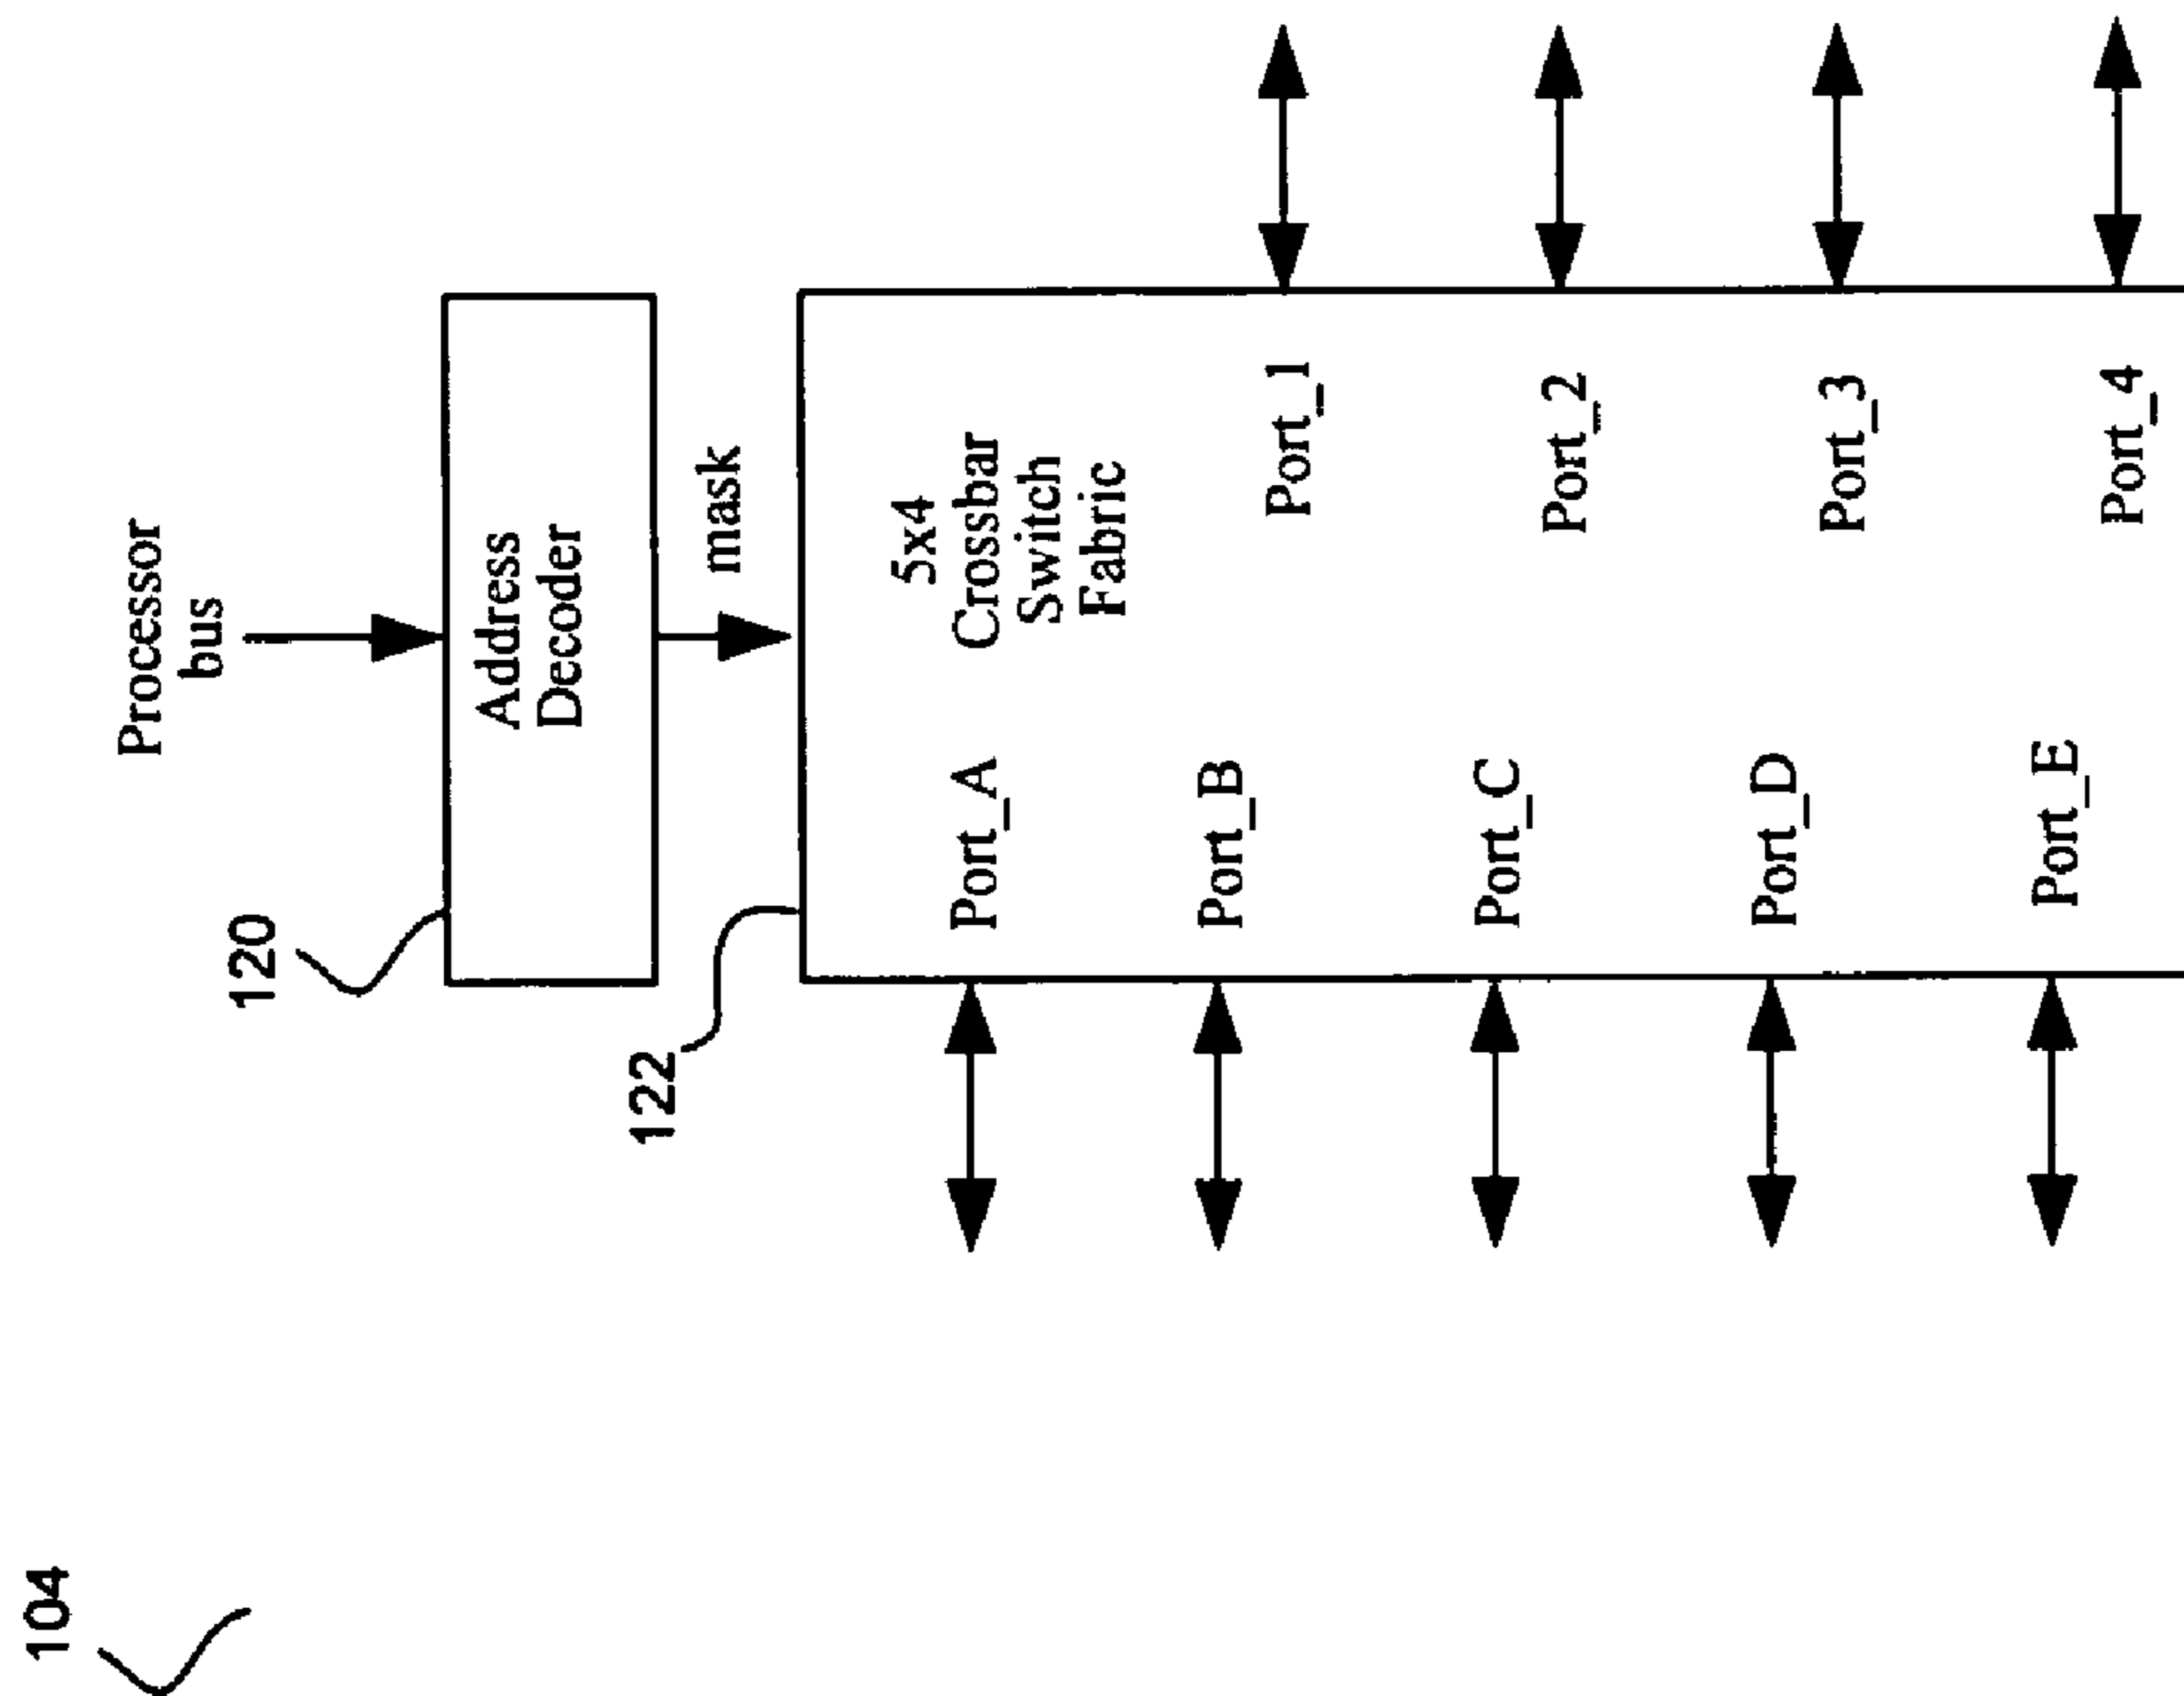 104
Processor
bus
120
Address
Decoder
mask
122
5x4
Crossbar
Switch
Fabric
Port_A
Port_1
Port_B
Port_2
Port_C
Port_3
Port_D
Port_4
Port_E